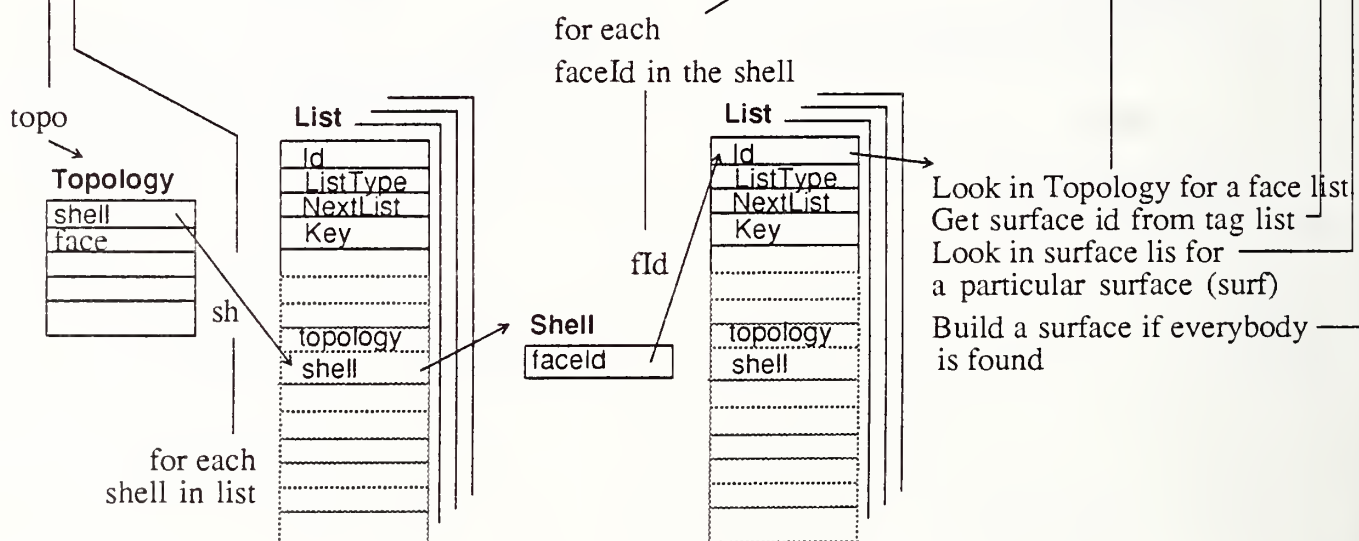 for each
faceId in the shell
topo
Topology
shell
face
sh
for each
shell in list
List
Id
ListType
NextList
Key
topology
shell
Shell
faceId
fId
List
Id
ListType
NextList
Key
topology
shell
Look in Topology for a face list
Get surface id from tag list
Look in surface lis for
a particular surface (surf)
Build a surface if everybody
is found